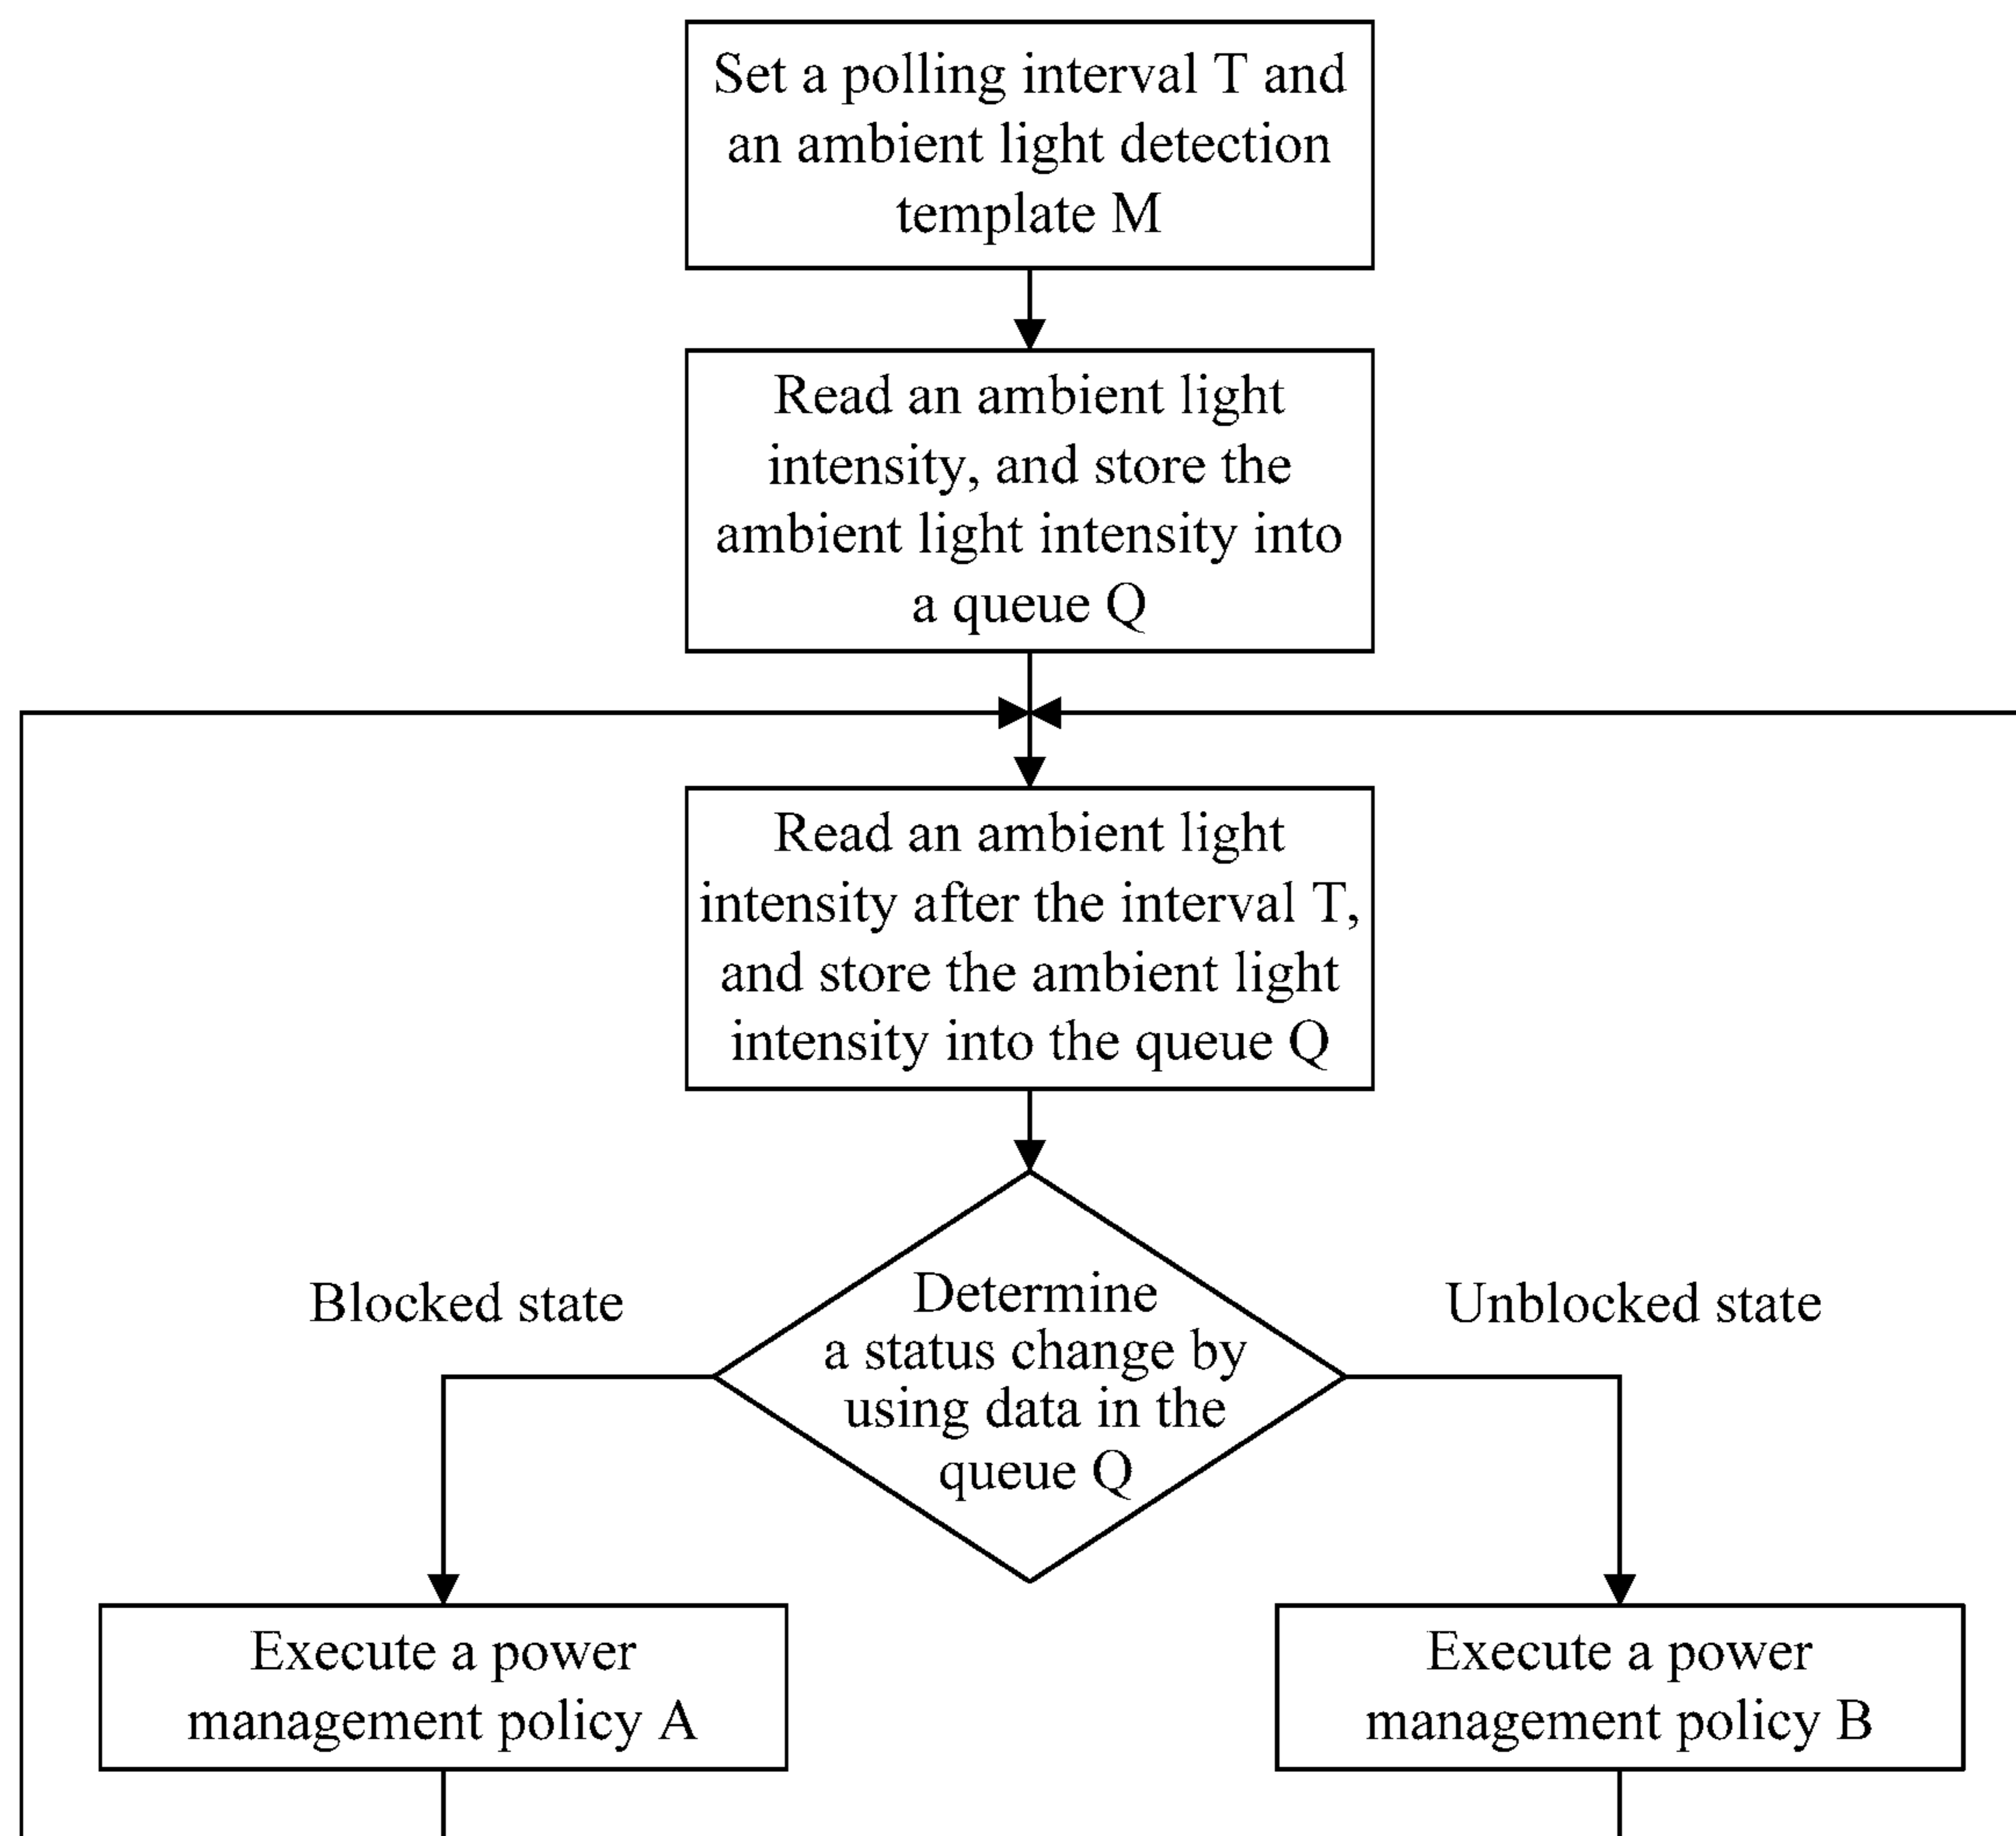 Set a polling interval T and
an ambient light detection
template M
Read an ambient light
intensity, and store the
ambient light intensity into
a queue Q
Read an ambient light
intensity after the interval T,
and store the ambient light
intensity into the queue Q
Blocked state
Determine
a status change by
using data in the
queue Q
Unblocked state
Execute a power
management policy A
Execute a power
management policy B